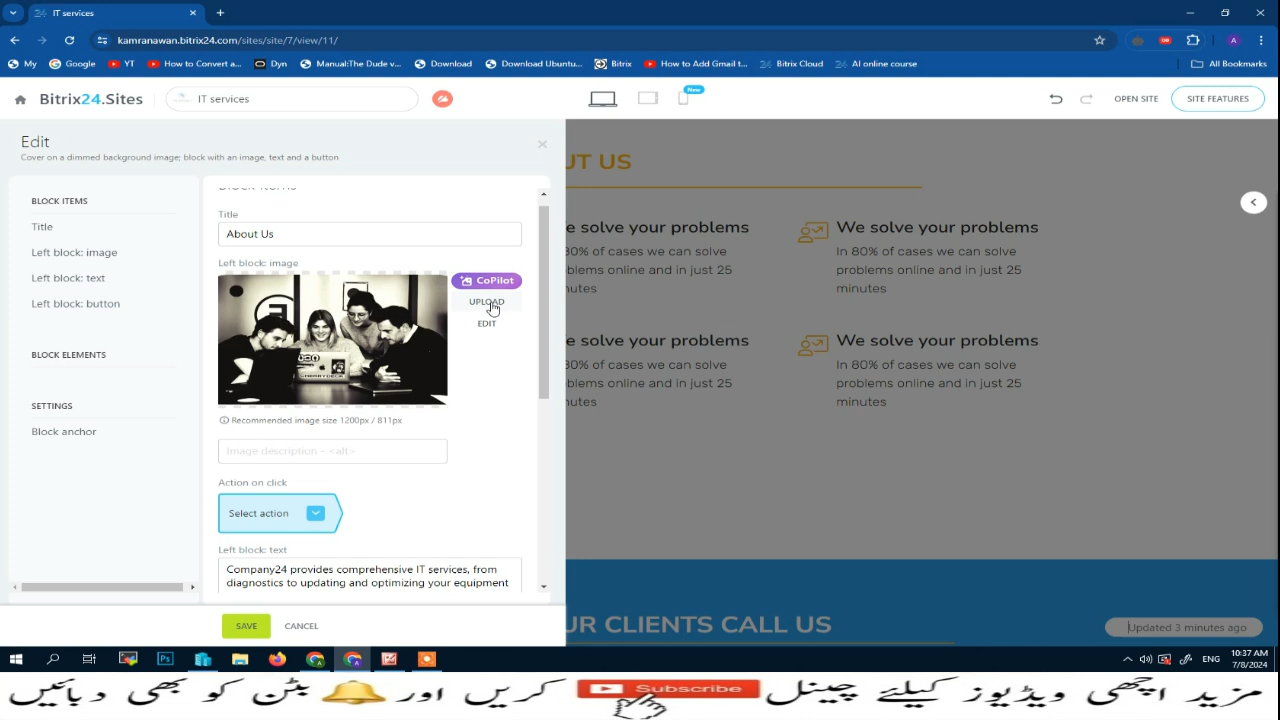 IT services
kamranawan.bitrix24.com/sites/site/7/view/11/
My Google YT How to Convert a... Dyn Manual:The Dude v... Download Download Ubuntu... Bitrix How to Add Gmail t... Bitrix Cloud AI online course All Bookmarks
Bitrix24.Sites IT services New OPEN SITE SITE FEATURES
Edit
Cover on a dimmed background image; block with an image, text and a button
BLOCK ITEMS
Title
Left block: image
Left block: text
Left block: button
BLOCK ELEMENTS
SETTINGS
Block anchor
Block Items
Title
About Us
Left block: image
CoPilot
UPLOAD
EDIT
Recommended image size 1200px / 811px
Image description - <alt>
Action on click
Select action
Left block: text
Company24 provides comprehensive IT services, from
diagnostics to updating and optimizing your equipment
SAVE CANCEL
UT US
e solve your problems
80% of cases we can solve
blems online and in just 25
nutes
We solve your problems
In 80% of cases we can solve
problems online and in just 25
minutes
e solve your problems
80% of cases we can solve
blems online and in just 25
nutes
We solve your problems
In 80% of cases we can solve
problems online and in just 25
minutes
UR CLIENTS CALL US
Updated 3 minutes ago
ENG 10:37 AM
7/8/2024
مزید اچھی ویڈیوز کیلئے چینل Subscribe کریں اور بٹن کو بھی دبائیں